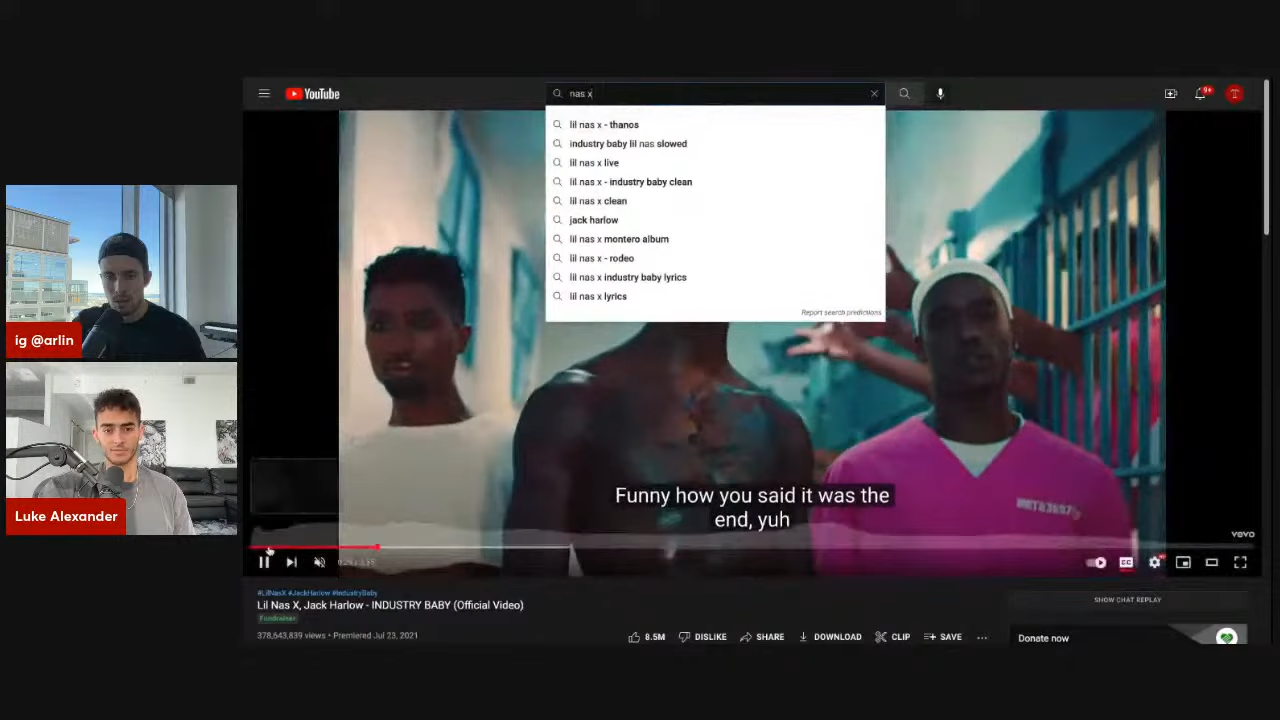 YouTube
nas x
9+
T
lil nas x - thanos
industry baby lil nas slowed
lil nas x live
lil nas x - industry baby clean
lil nas x clean
jack harlow
lil nas x montero album
lil nas x - rodeo
lil nas x industry baby lyrics
lil nas x lyrics
Report search predictions
ig @arlin
Luke Alexander
Funny how you said it was the
end, yuh
vevo
CC
#LilNasX #JackHarlow #IndustryBaby
Lil Nas X, Jack Harlow - INDUSTRY BABY (Official Video)
Fundraiser
378,643,839 views • Premiered Jul 23, 2021
8.5M
DISLIKE
SHARE
DOWNLOAD
CLIP
SAVE
SHOW CHAT REPLAY
Donate now